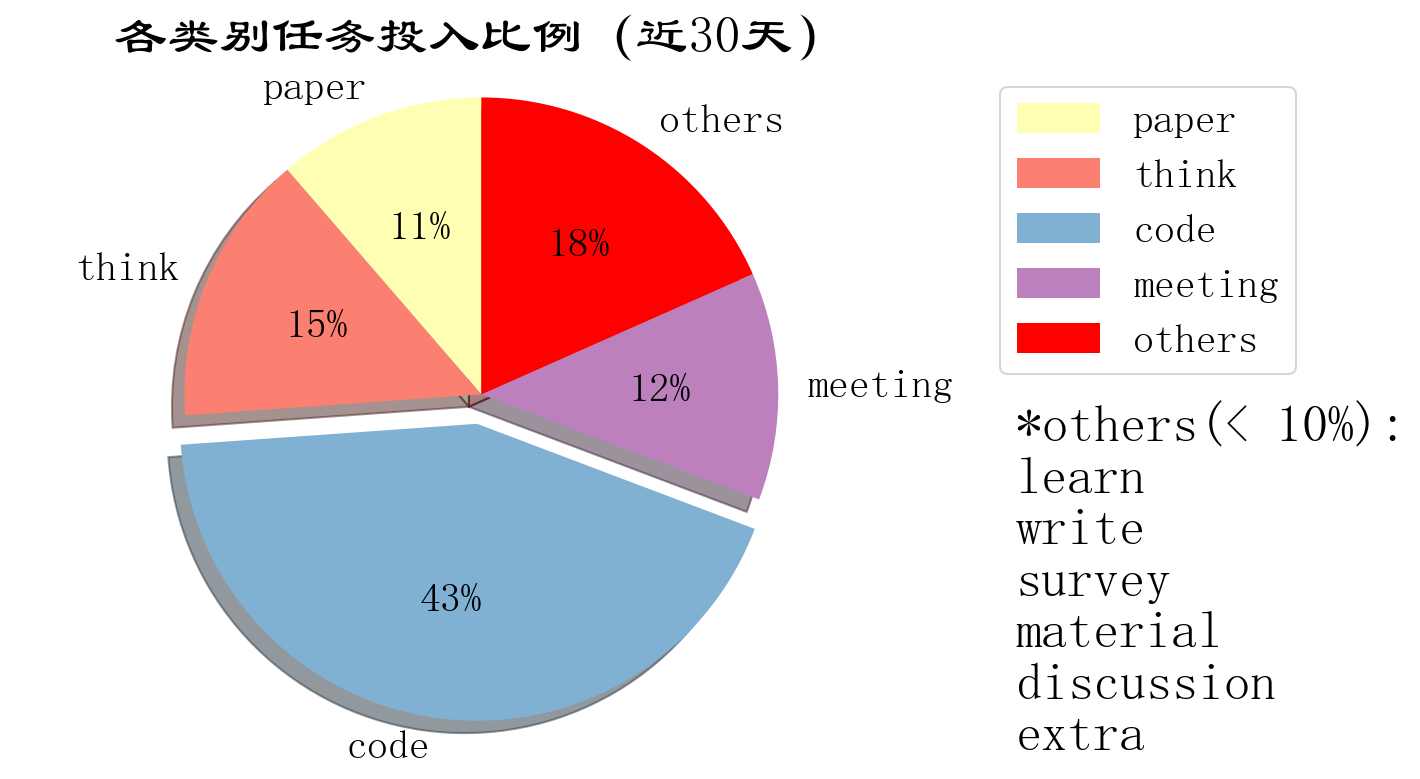 各类别任务投入比例 (近30天)
paper
others
think
11%
18%
15%
12%
meeting
43%
code
paper
think
code
meeting
others
*others(< 10%):
learn
write
survey
material
discussion
extra